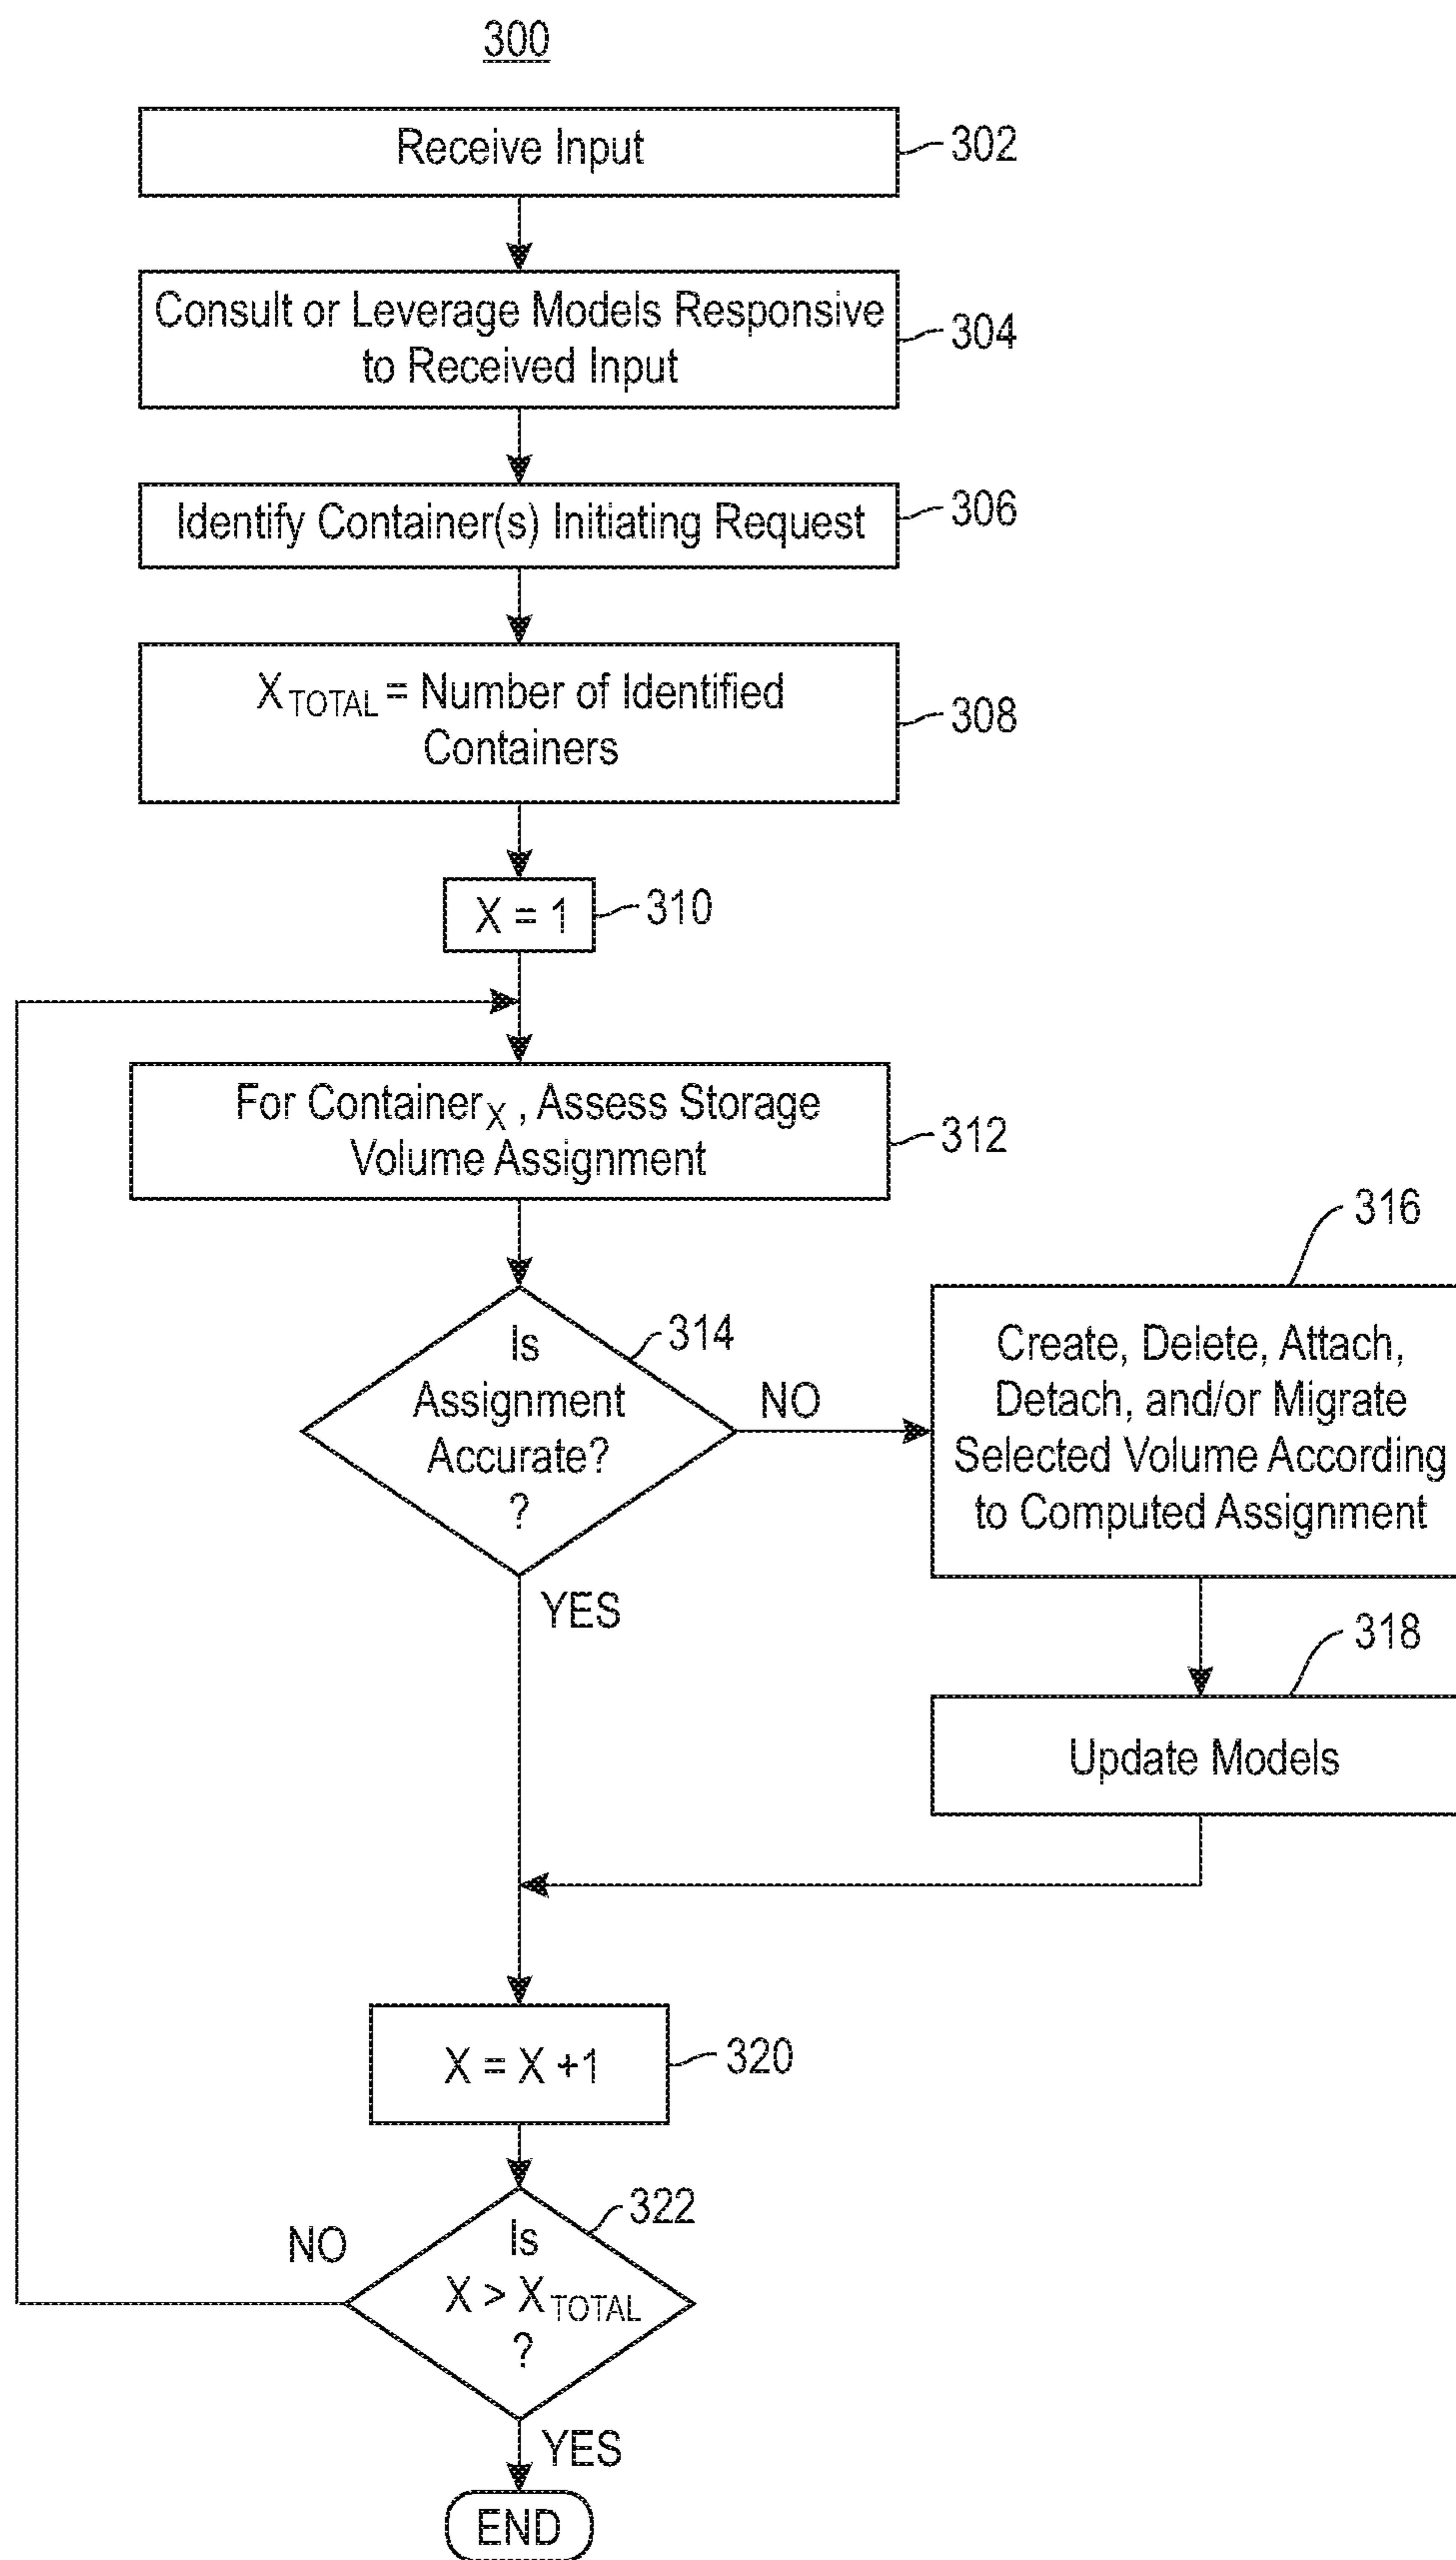 300
Receive Input
302
Consult or Leverage Models Responsive
to Received Input
304
Identify Container(s) Initiating Request
306
X TOTAL = Number of Identified
Containers
308
X = 1
310
For Container X , Assess Storage
Volume Assignment
312
Is
Assignment
Accurate?
?
314
NO
YES
316
Create, Delete, Attach,
Detach, and/or Migrate
Selected Volume According
to Computed Assignment
318
Update Models
X = X +1
320
Is
X > X TOTAL
?
322
NO
YES
END